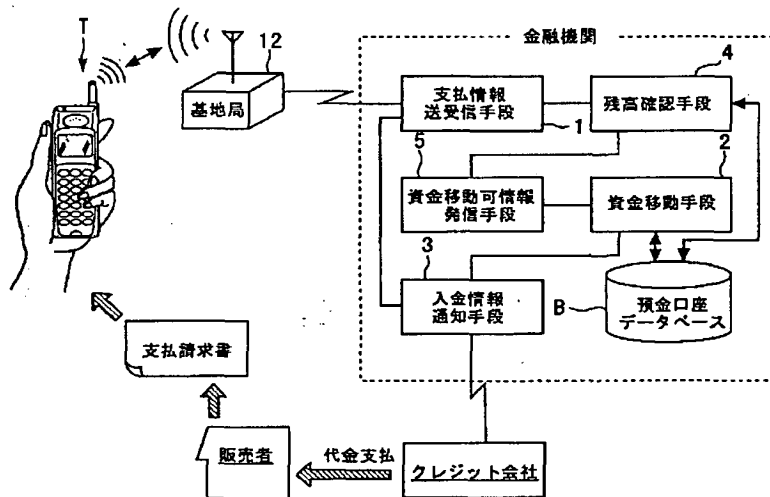 T
12
基地局
金融機関
支払情報
送受信手段
1
4
残高確認手段
5
資金移動可情報
発信手段
2
資金移動手段
3
入金情報
通知手段
B
預金口座
データベース
支払請求書
販売者
代金支払
クレジット会社